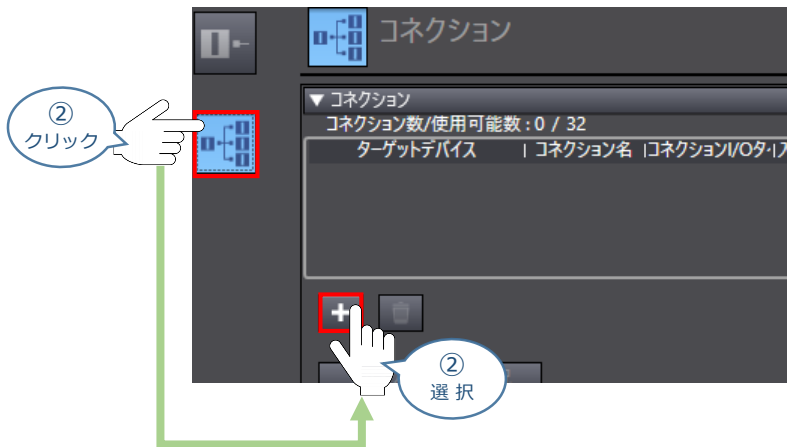 コネクション
▼ コネクション
コネクション数/使用可能数 : 0 / 32
ターゲットデバイス | コネクション名 |コネクションI/Oタ・|入
②
クリック
②
選 択